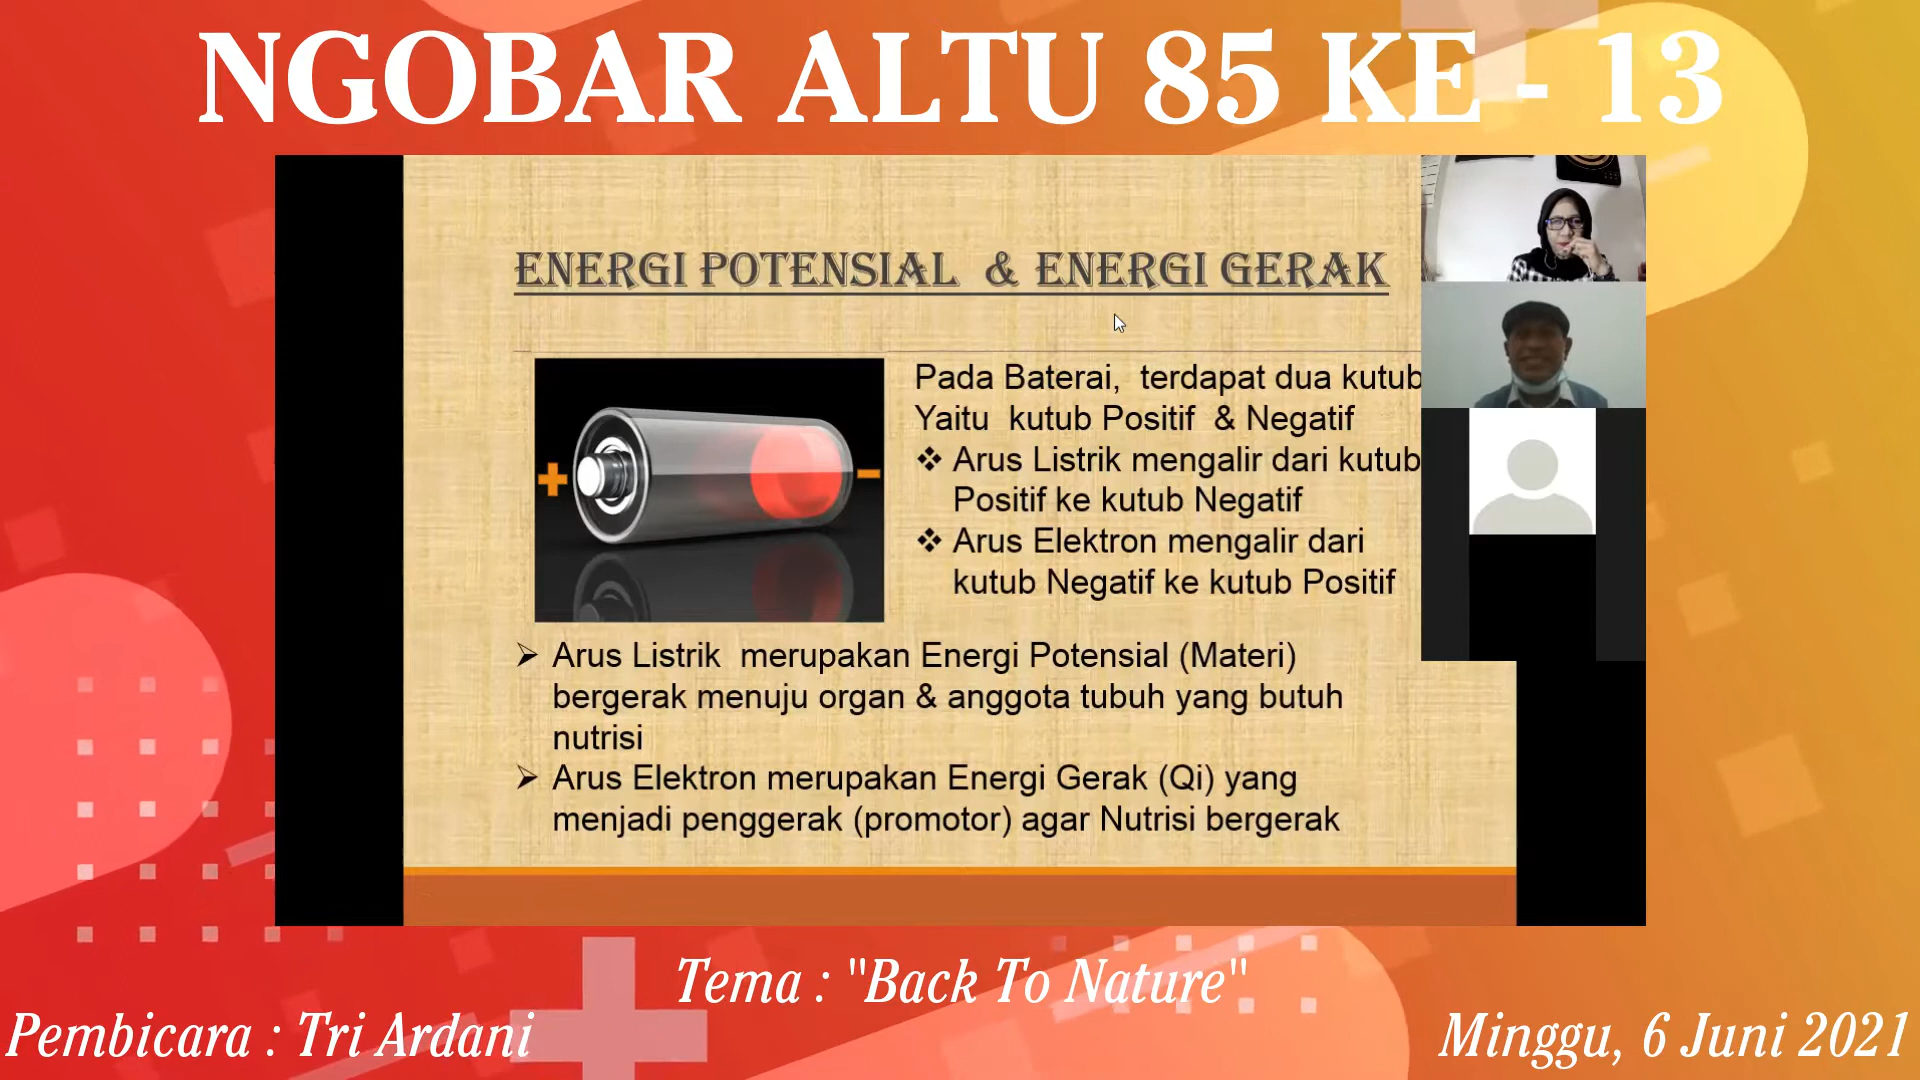 NGOBAR ALTU 85 KE - 13
ENERGI POTENSIAL & ENERGI GERAK
+
-
Pada Baterai, terdapat dua kutub
Yaitu kutub Positif & Negatif
❖ Arus Listrik mengalir dari kutub
Positif ke kutub Negatif
❖ Arus Elektron mengalir dari
kutub Negatif ke kutub Positif
➢ Arus Listrik merupakan Energi Potensial (Materi)
bergerak menuju organ & anggota tubuh yang butuh
nutrisi
➢ Arus Elektron merupakan Energi Gerak (Qi) yang
menjadi penggerak (promotor) agar Nutrisi bergerak
Tema : "Back To Nature"
Pembicara : Tri Ardani
Minggu, 6 Juni 2021